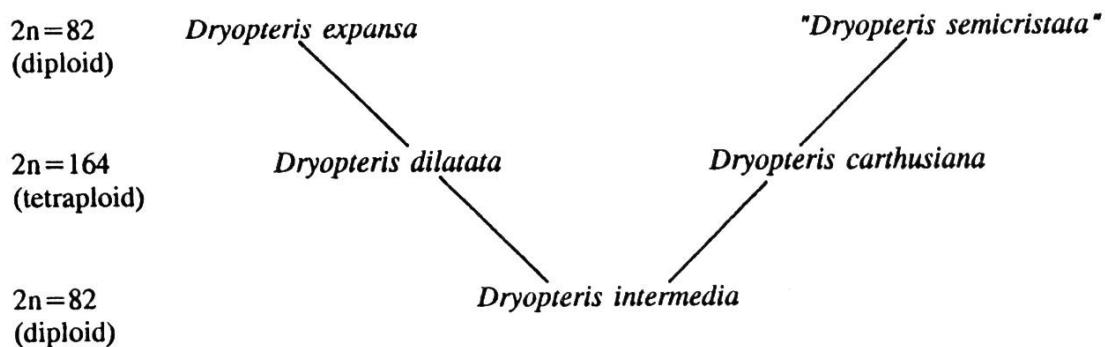 2n=82 Dryopteris expansa "Dryopteris semicristata"
(diploid)
2n=164 Dryopteris dilatata Dryopteris carthusiana
(tetraploid)
2n=82 Dryopteris intermedia
(diploid)